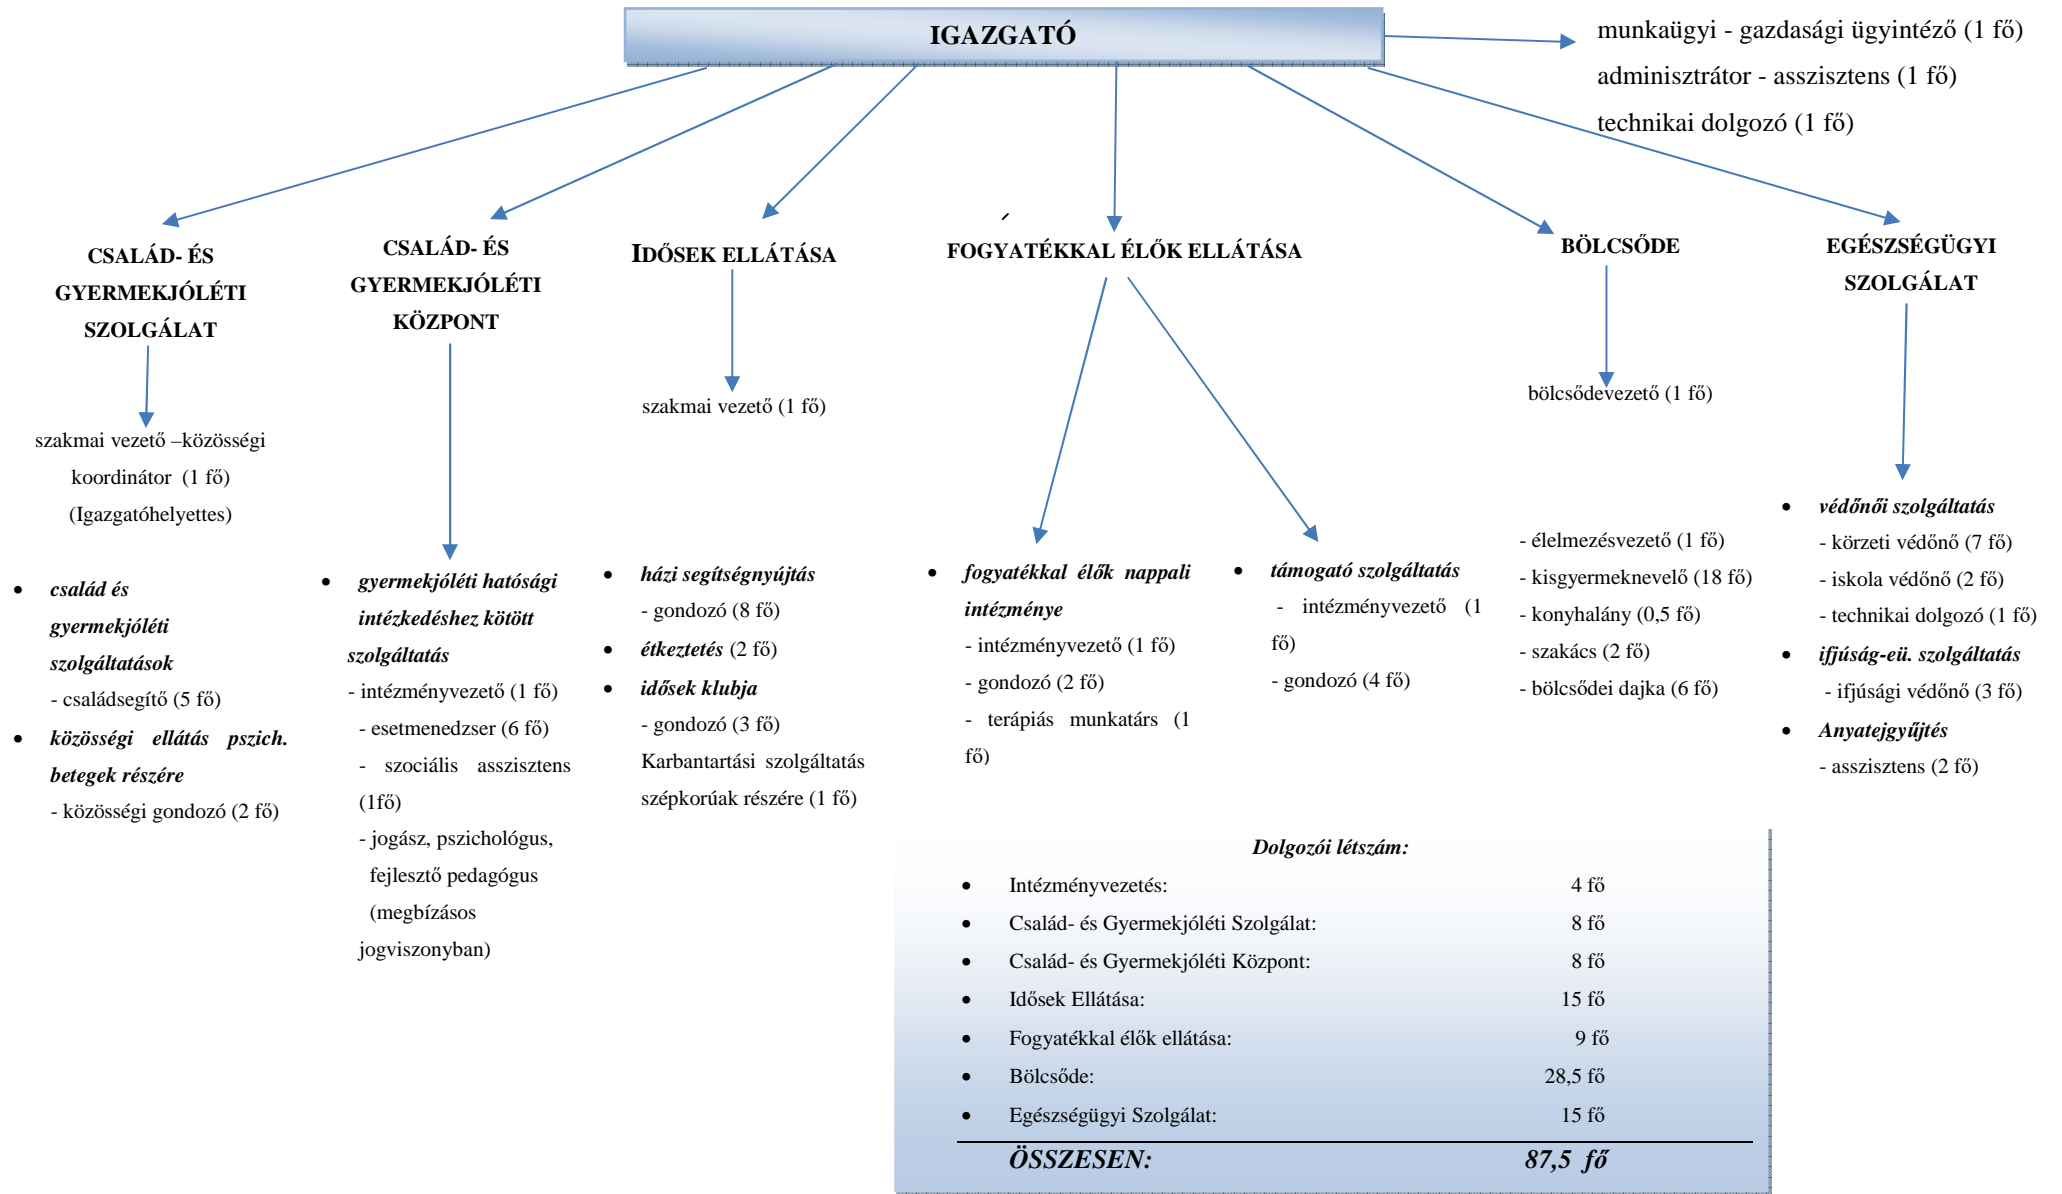 IGAZGATÓ
munkaügyi - gazdasági ügyintéző (1 fő)
adminisztrátor - asszisztens (1 fő)
technikai dolgozó (1 fő)
CSALÁD- ÉS
GYERMEKJÓLÉTI
SZOLGÁLAT
szakmai vezető –közösségi
koordinátor (1 fő)
(Igazgatóhelyettes)
• család és
gyermekjóléti
szolgáltatások
- családsegítő (5 fő)
• közösségi ellátás pszich.
betegek részére
- közösségi gondozó (2 fő)
CSALÁD- ÉS
GYERMEKJÓLÉTI
KÖZPONT
• gyermekjóléti hatósági
intézkedéshez kötött
szolgáltatás
- intézményvezető (1 fő)
- esetmenedzser (6 fő)
- szociális asszisztens
(1fő)
- jogász, pszichológus,
fejlesztő pedagógus
(megbízásos
jogviszonyban)
IDŐSEK ELLÁTÁSA
szakmai vezető (1 fő)
• házi segítségnyújtás
- gondozó (8 fő)
• étkeztetés (2 fő)
• idősek klubja
- gondozó (3 fő)
Karbantartási szolgáltatás
szépkorúak részére (1 fő)
FOGYATÉKKAL ÉLŐK ELLÁTÁSA
• fogyatékkal élők nappali
intézménye
- intézményvezető (1 fő)
- gondozó (2 fő)
- terápiás munkatárs (1
fő)
• támogató szolgáltatás
- intézményvezető (1
fő)
- gondozó (4 fő)
BÖLCSŐDE
bölcsődevezető (1 fő)
- élelmezésvezető (1 fő)
- kisgyermeknevelő (18 fő)
- konyhalány (0,5 fő)
- szakács (2 fő)
- bölcsődei dajka (6 fő)
EGÉSZSÉGÜGYI
SZOLGÁLAT
• védőnői szolgáltatás
- körzeti védőnő (7 fő)
- iskola védőnő (2 fő)
- technikai dolgozó (1 fő)
• ifjúság-eü. szolgáltatás
- ifjúsági védőnő (3 fő)
• Anyatejgyűjtés
- asszisztens (2 fő)
Dolgozói létszám:
• Intézményvezetés: 4 fő
• Család- és Gyermekjóléti Szolgálat: 8 fő
• Család- és Gyermekjóléti Központ: 8 fő
• Idősek Ellátása: 15 fő
• Fogyatékkal élők ellátása: 9 fő
• Bölcsőde: 28,5 fő
• Egészségügyi Szolgálat: 15 fő
ÖSSZESEN: 87,5 fő